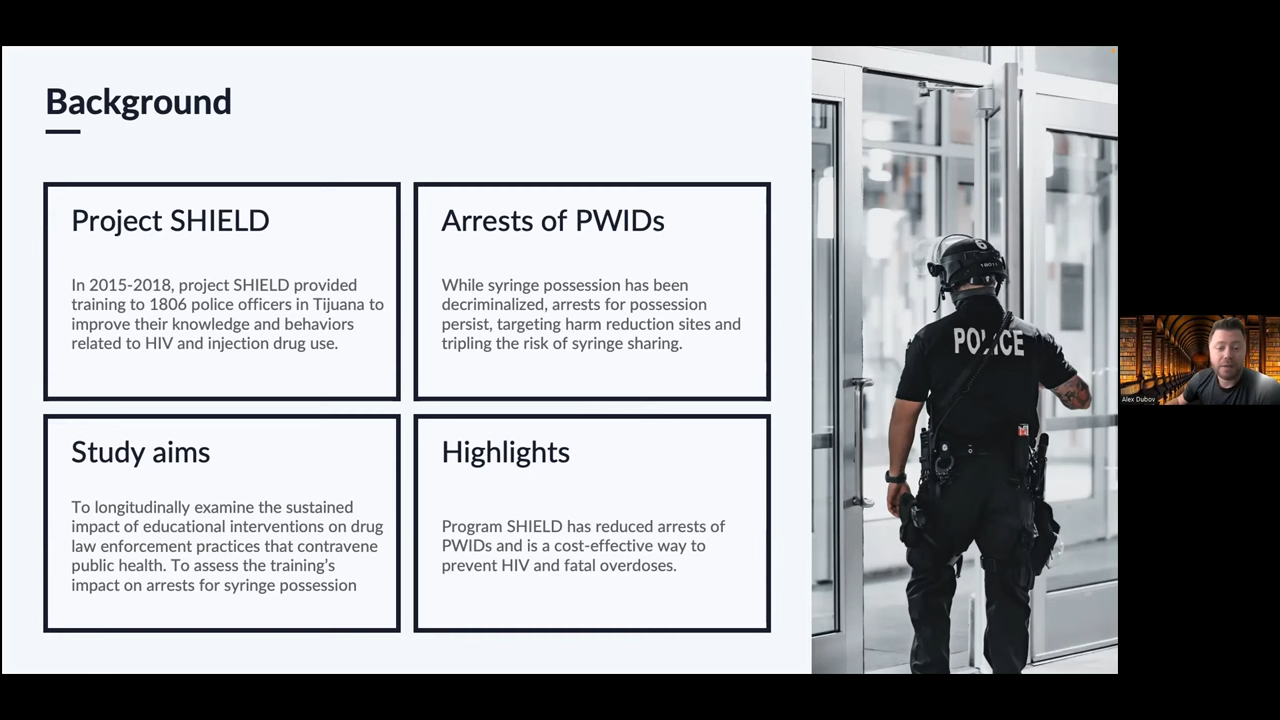 Background
Project SHIELD
In 2015-2018, project SHIELD provided
training to 1806 police officers in Tijuana to
improve their knowledge and behaviors
related to HIV and injection drug use.
Arrests of PWIDs
While syringe possession has been
decriminalized, arrests for possession
persist, targeting harm reduction sites and
tripling the risk of syringe sharing.
Study aims
To longitudinally examine the sustained
impact of educational interventions on drug
law enforcement practices that contravene
public health. To assess the training's
impact on arrests for syringe possession
Highlights
Program SHIELD has reduced arrests of
PWIDs and is a cost-effective way to
prevent HIV and fatal overdoses.
6
POLICE
Alex Dubov